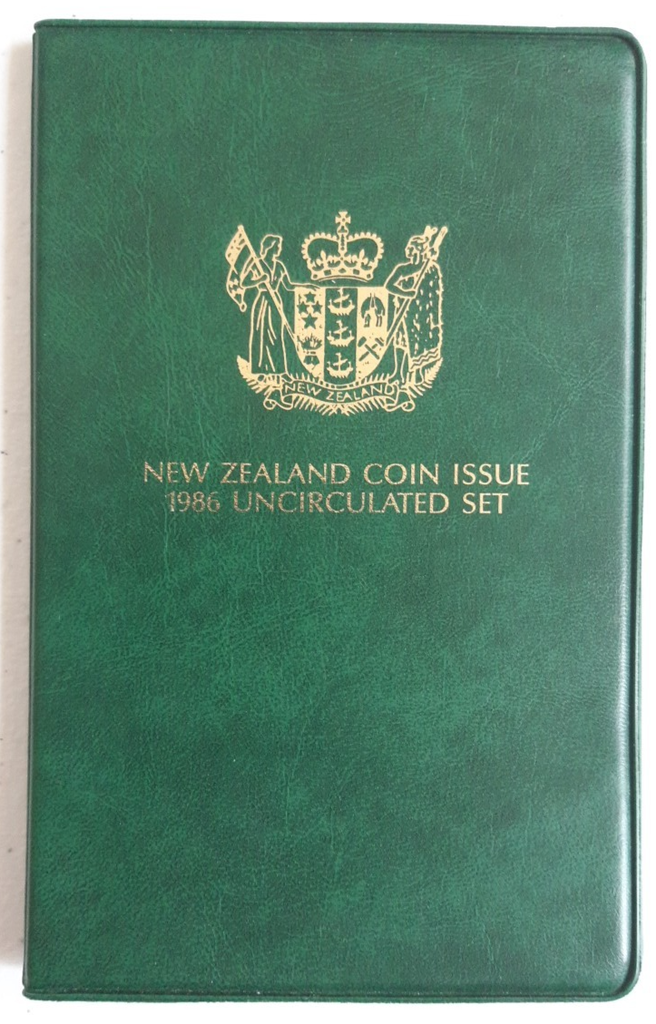 NEW ZEALAND
NEW ZEALAND COIN ISSUE
1986 UNCIRCULATED SET